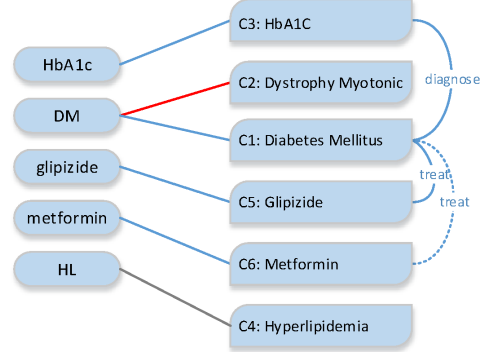 C3: HbA1C
HbA1c
C2: Dystrophy Myotonic
diagnose
DM
C1: Diabetes Mellitus
glipizide
treat
C5: Glipizide
treat
metformin
C6: Metformin
HL
C4: Hyperlipidemia